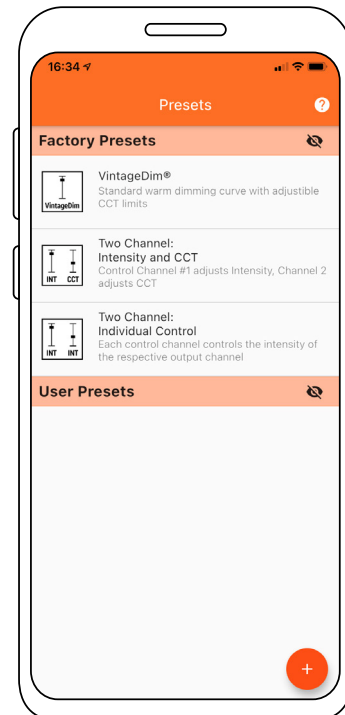 16:34
Presets
?
Factory Presets
VintageDim
VintageDim®
Standard warm dimming curve with adjustible
CCT limits
INT CCT
Two Channel:
Intensity and CCT
Control Channel #1 adjusts Intensity, Channel 2
adjusts CCT
INT INT
Two Channel:
Individual Control
Each control channel controls the intensity of
the respective output channel
User Presets
+